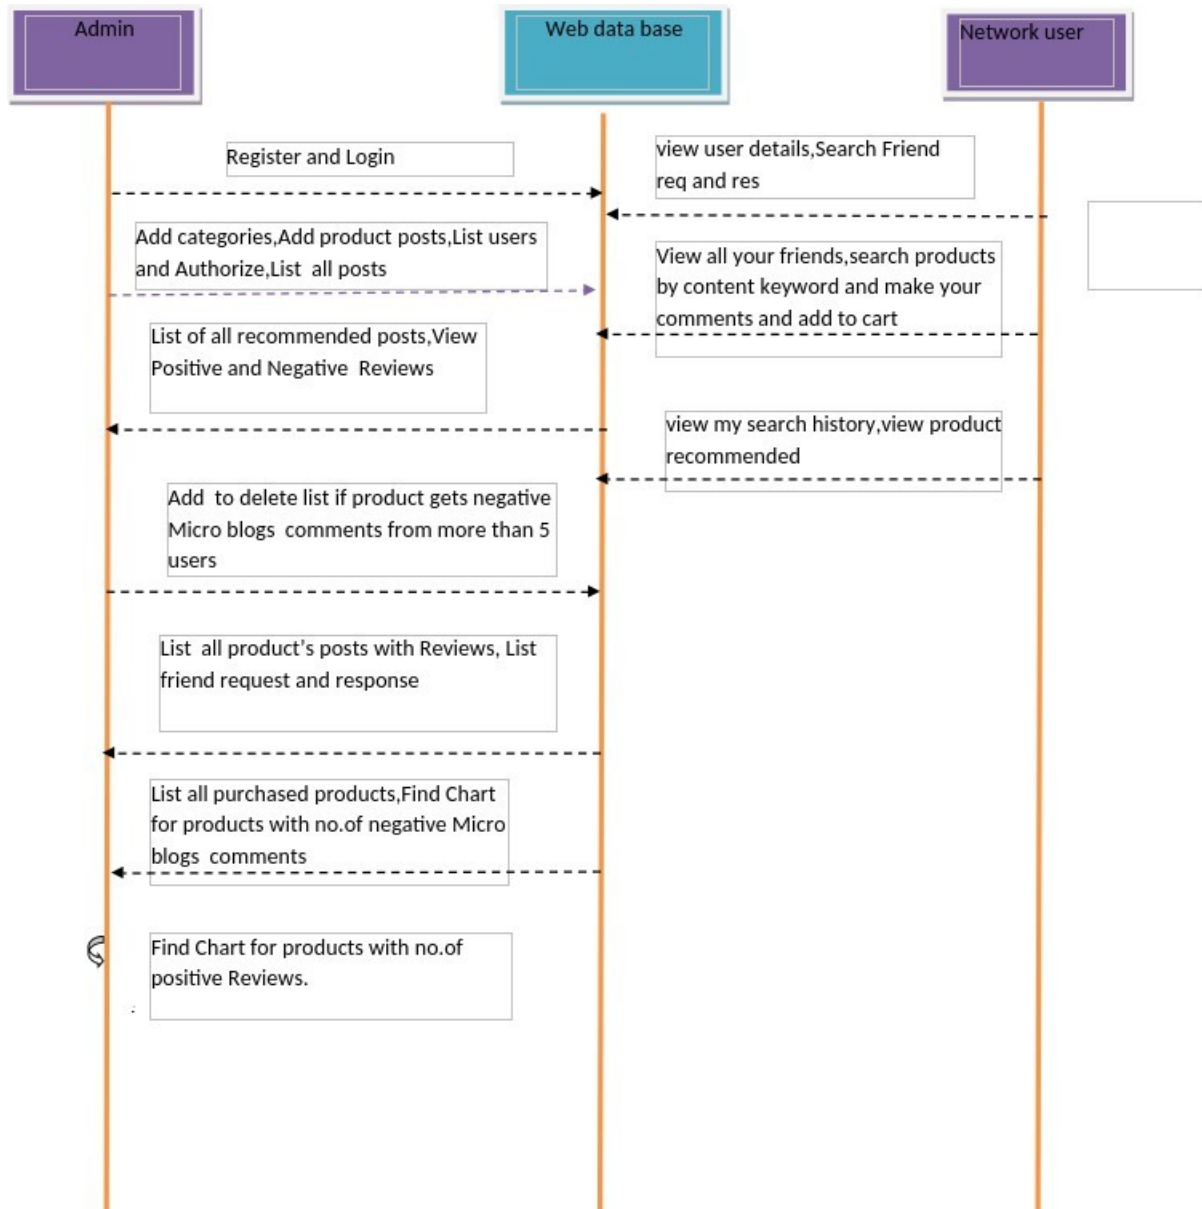 Admin
Web data base
Network user
Register and Login
view user details,Search Friend
req and res
Add categories,Add product posts,List users
and Authorize,List  all posts
View all your friends,search products
by content keyword and make your
comments and add to cart
List of all recommended posts,View
Positive and Negative  Reviews
view my search history,view product
recommended
Add  to delete list if product gets negative
Micro blogs  comments from more than 5
users
List  all product’s posts with Reviews, List
friend request and response
List all purchased products,Find Chart
for products with no.of negative Micro
blogs  comments
Find Chart for products with no.of
positive Reviews.
: